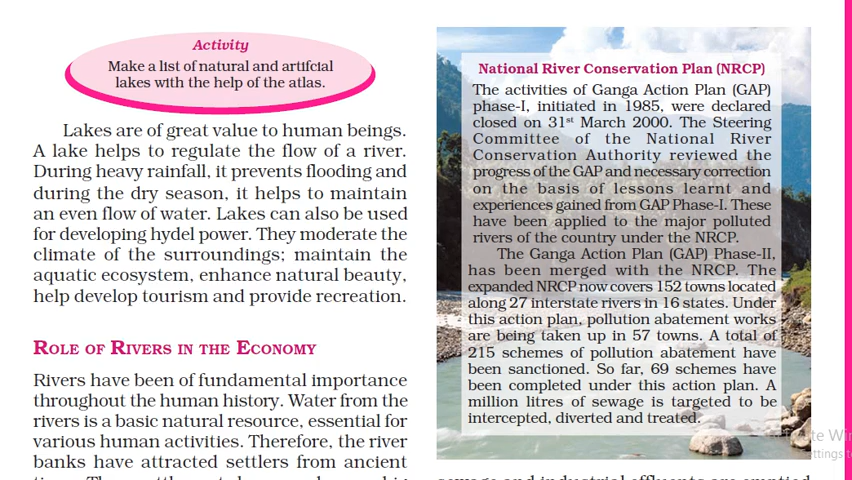 Activity
Make a list of natural and artifcial
lakes with the help of the atlas.
Lakes are of great value to human beings.
A lake helps to regulate the flow of a river.
During heavy rainfall, it prevents flooding and
during the dry season, it helps to maintain
an even flow of water. Lakes can also be used
for developing hydel power. They moderate the
climate of the surroundings; maintain the
aquatic ecosystem, enhance natural beauty,
help develop tourism and provide recreation.
ROLE OF RIVERS IN THE ECONOMY
Rivers have been of fundamental importance
throughout the human history. Water from the
rivers is a basic natural resource, essential for
various human activities. Therefore, the river
banks have attracted settlers from ancient
National River Conservation Plan (NRCP)
The activities of Ganga Action Plan (GAP)
phase-I, initiated in 1985, were declared
closed on 31st March 2000. The Steering
Committee of the National River
Conservation Authority reviewed the
progress of the GAP and necessary correction
on the basis of lessons learnt and
experiences gained from GAP Phase-I. These
have been applied to the major polluted
rivers of the country under the NRCP.
The Ganga Action Plan (GAP) Phase-II,
has been merged with the NRCP. The
expanded NRCP now covers 152 towns located
along 27 interstate rivers in 16 states. Under
this action plan, pollution abatement works
are being taken up in 57 towns. A total of
215 schemes of pollution abatement have
been sanctioned. So far, 69 schemes have
been completed under this action plan. A
million litres of sewage is targeted to be
intercepted, diverted and treated.
sewage and industrial effluents are emptied